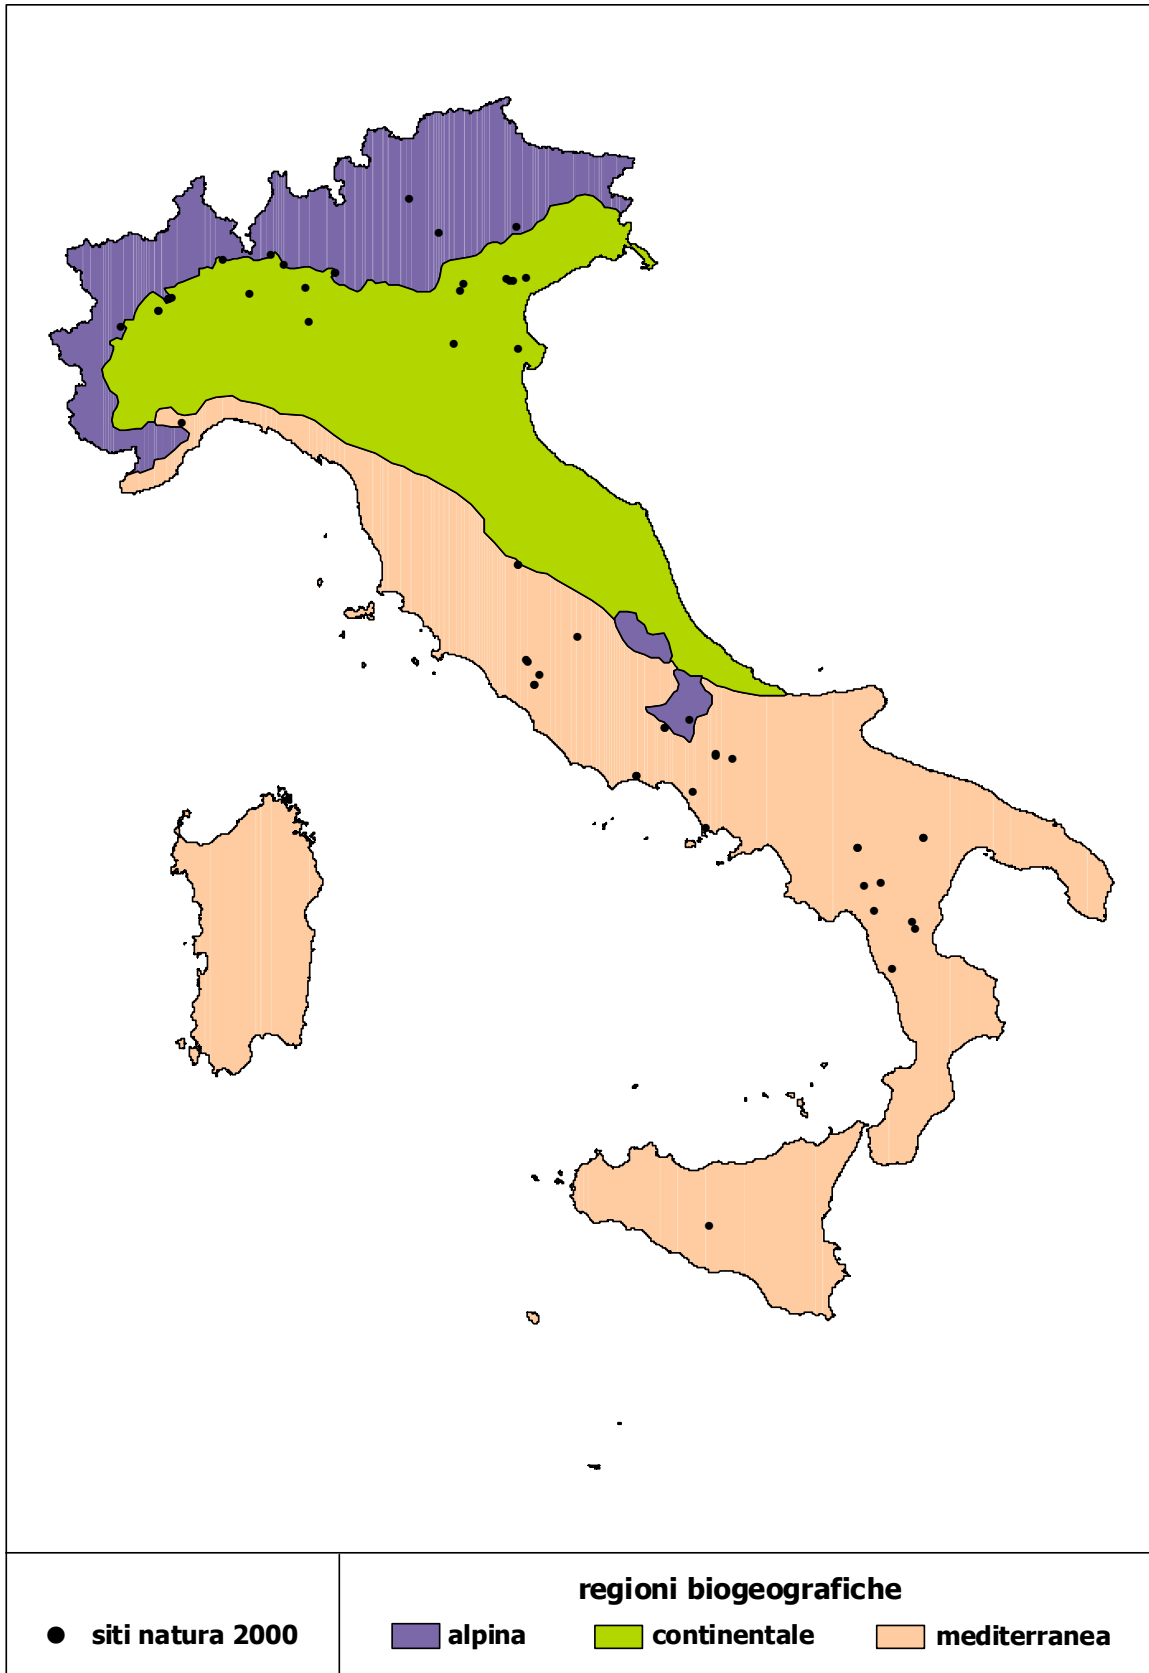 regioni biogeografiche
siti natura 2000
alpina
continentale
mediterranea